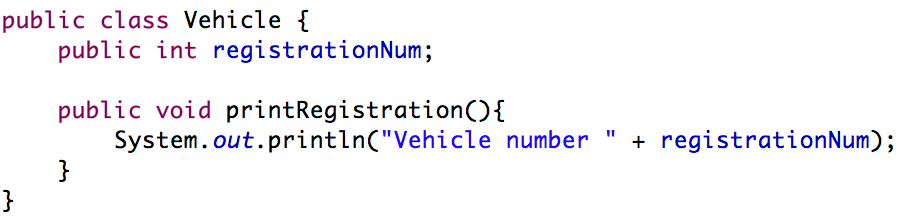 public class Vehicle {
    public int registrationNum;

    public void printRegistration(){
        System.out.println("Vehicle number " + registrationNum);
    }
}